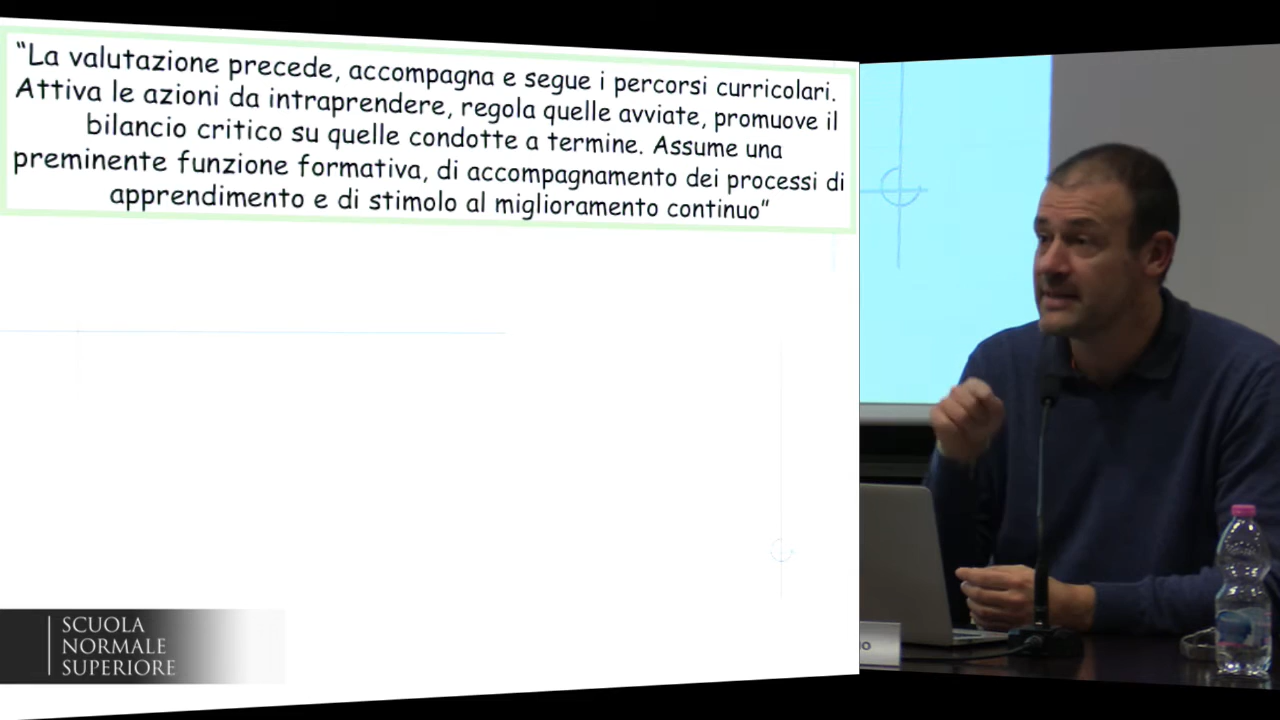 “La valutazione precede, accompagna e segue i percorsi curricolari.
Attiva le azioni da intraprendere, regola quelle avviate, promuove il
bilancio critico su quelle condotte a termine. Assume una
preminente funzione formativa, di accompagnamento dei processi di
apprendimento e di stimolo al miglioramento continuo”
SCUOLA
NORMALE
SUPERIORE